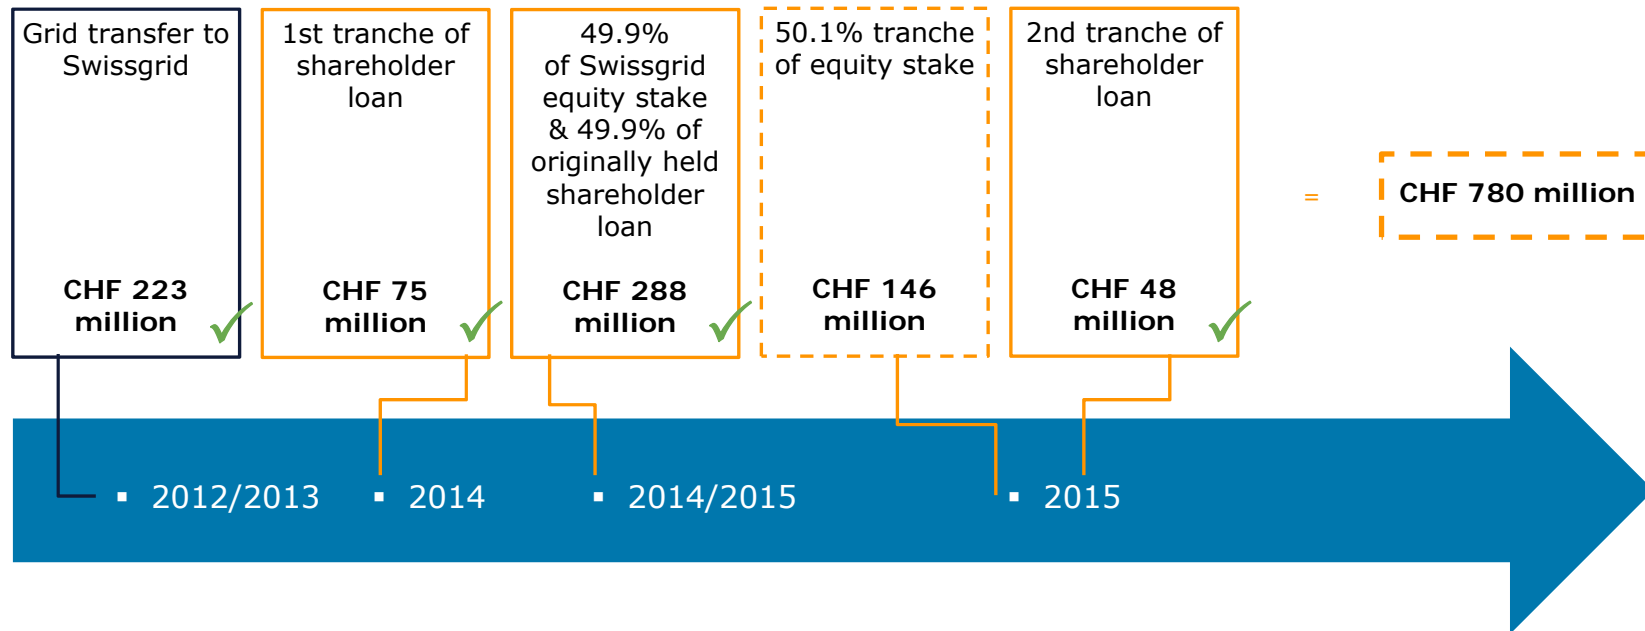 Grid transfer to
Swissgrid
CHF 223
million
1st tranche of
shareholder
loan
CHF 75
million
49.9%
of Swissgrid
equity stake
& 49.9% of
originally held
shareholder
loan
CHF 288
million
50.1% tranche
of equity stake
CHF 146
million
2nd tranche of
shareholder
loan
CHF 48
million
=
CHF 780 million
▪ 2012/2013
▪ 2014
▪ 2014/2015
▪ 2015